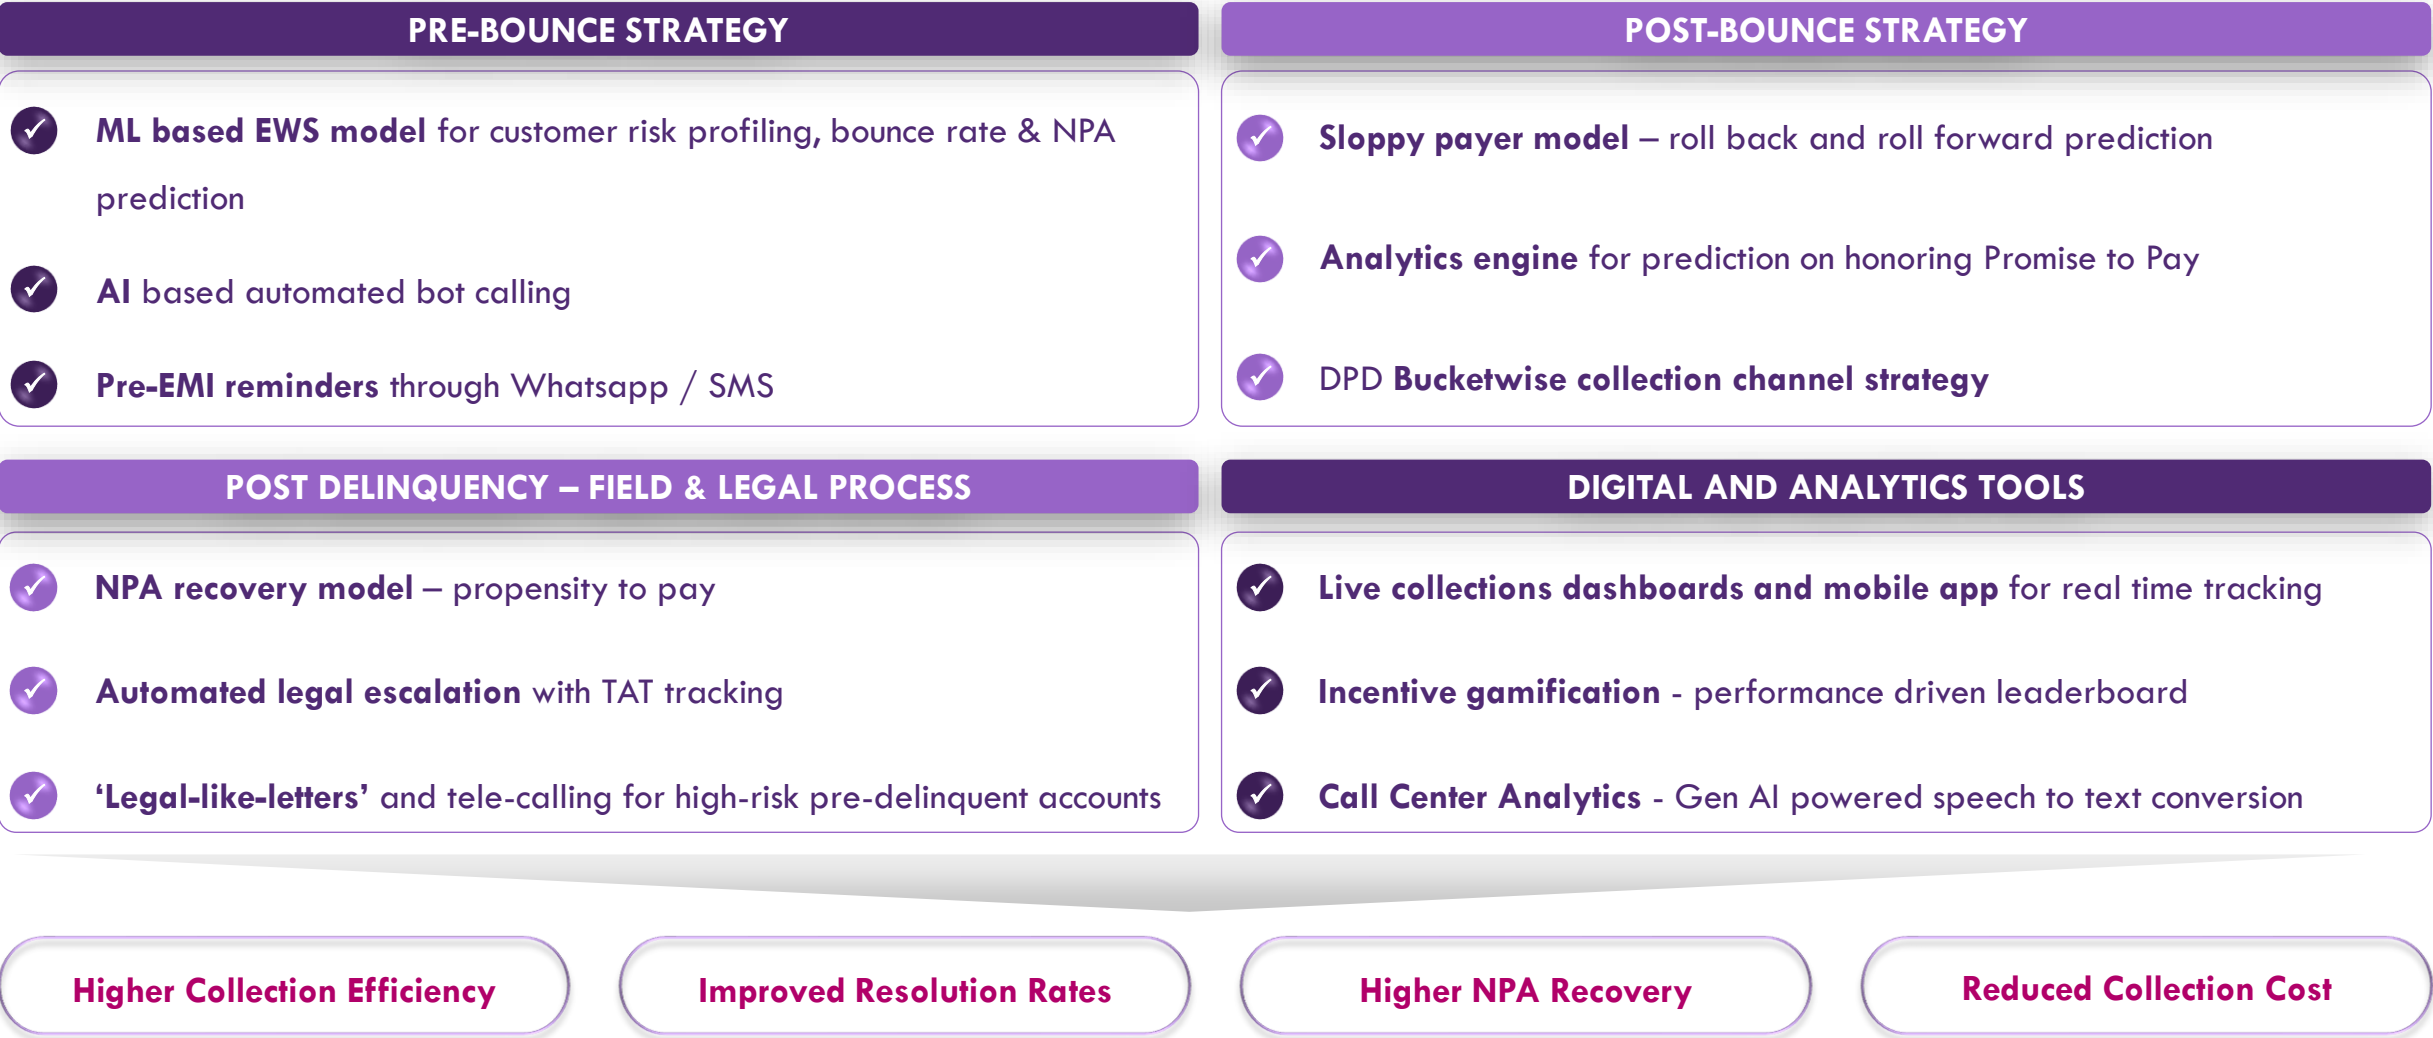 PRE-BOUNCE STRATEGY
ML based EWS model for customer risk profiling, bounce rate & NPA
prediction
AI based automated bot calling
Pre-EMI reminders through Whatsapp / SMS
POST-BOUNCE STRATEGY
Sloppy payer model – roll back and roll forward prediction
Analytics engine for prediction on honoring Promise to Pay
DPD Bucketwise collection channel strategy
POST DELINQUENCY – FIELD & LEGAL PROCESS
NPA recovery model – propensity to pay
Automated legal escalation with TAT tracking
‘Legal-like-letters’ and tele-calling for high-risk pre-delinquent accounts
DIGITAL AND ANALYTICS TOOLS
Live collections dashboards and mobile app for real time tracking
Incentive gamification - performance driven leaderboard
Call Center Analytics - Gen AI powered speech to text conversion
Higher Collection Efficiency
Improved Resolution Rates
Higher NPA Recovery
Reduced Collection Cost